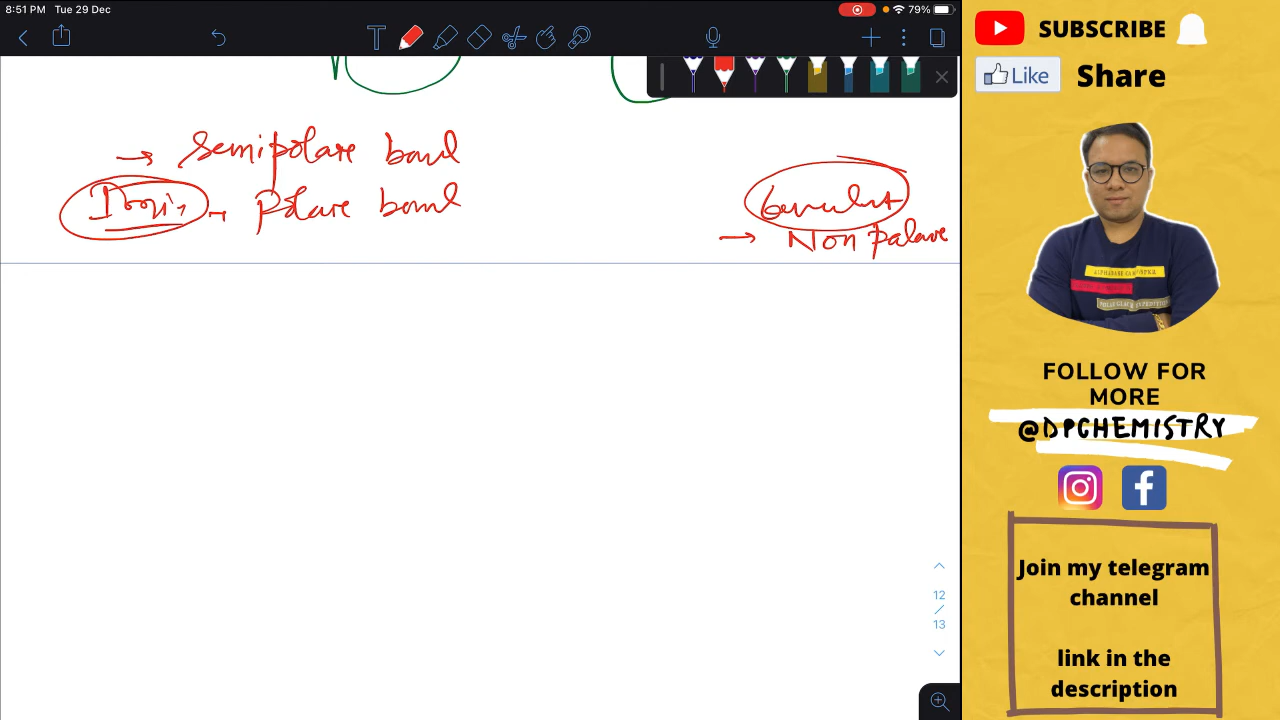 8:51 PM Tue 29 Dec
79%
→ Semipolare bond
Ionic → Polare bond
Covalent
→ Non Palare
12
/
13
SUBSCRIBE
Like Share
FOLLOW FOR
MORE
@DPCHEMISTRY
Join my telegram
channel
link in the
description